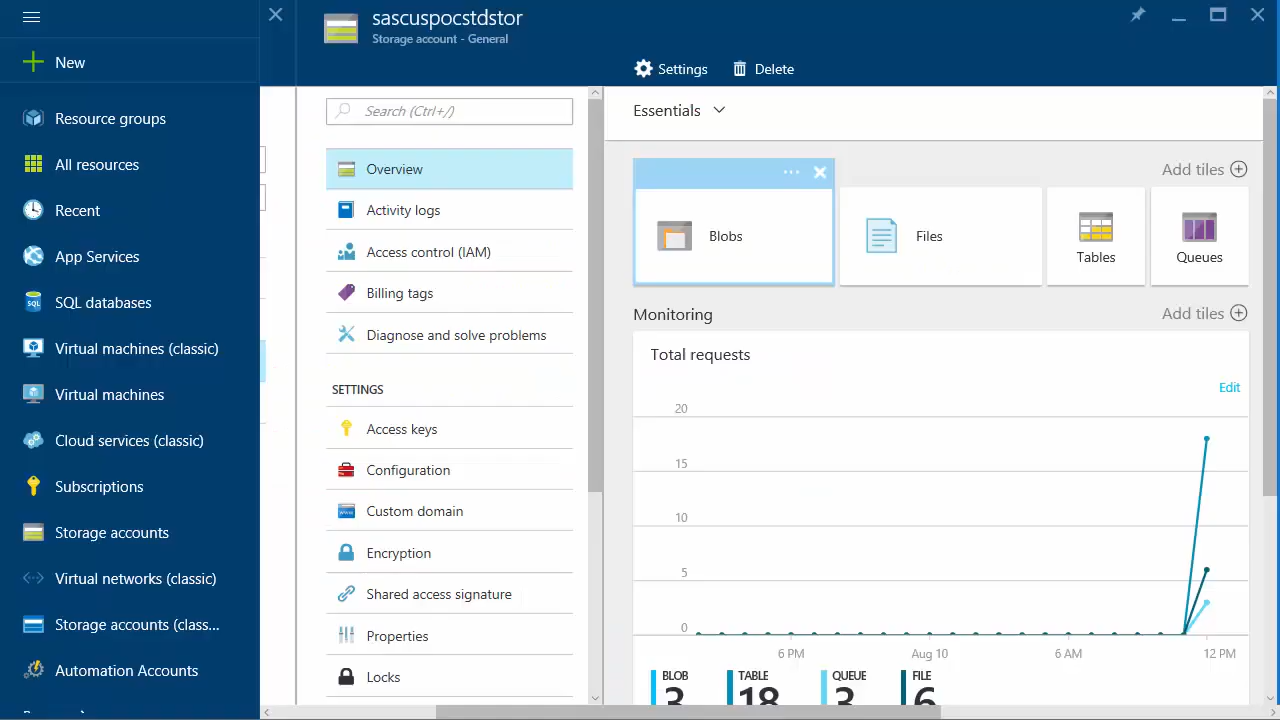 sascuspocstdstor
Storage account - General
Settings
Delete
New
Resource groups
All resources
Recent
App Services
SQL databases
Virtual machines (classic)
Virtual machines
Cloud services (classic)
Subscriptions
Storage accounts
Virtual networks (classic)
Storage accounts (class...
Automation Accounts
Search (Ctrl+/)
Overview
Activity logs
Access control (IAM)
Billing tags
Diagnose and solve problems
SETTINGS
Access keys
Configuration
Custom domain
Encryption
Shared access signature
Properties
Locks
Essentials
Add tiles
Blobs
Files
Tables
Queues
Monitoring
Add tiles
Total requests
Edit
20
15
10
5
0
6 PM
Aug 10
6 AM
12 PM
BLOB
3
TABLE
18
QUEUE
3
FILE
6